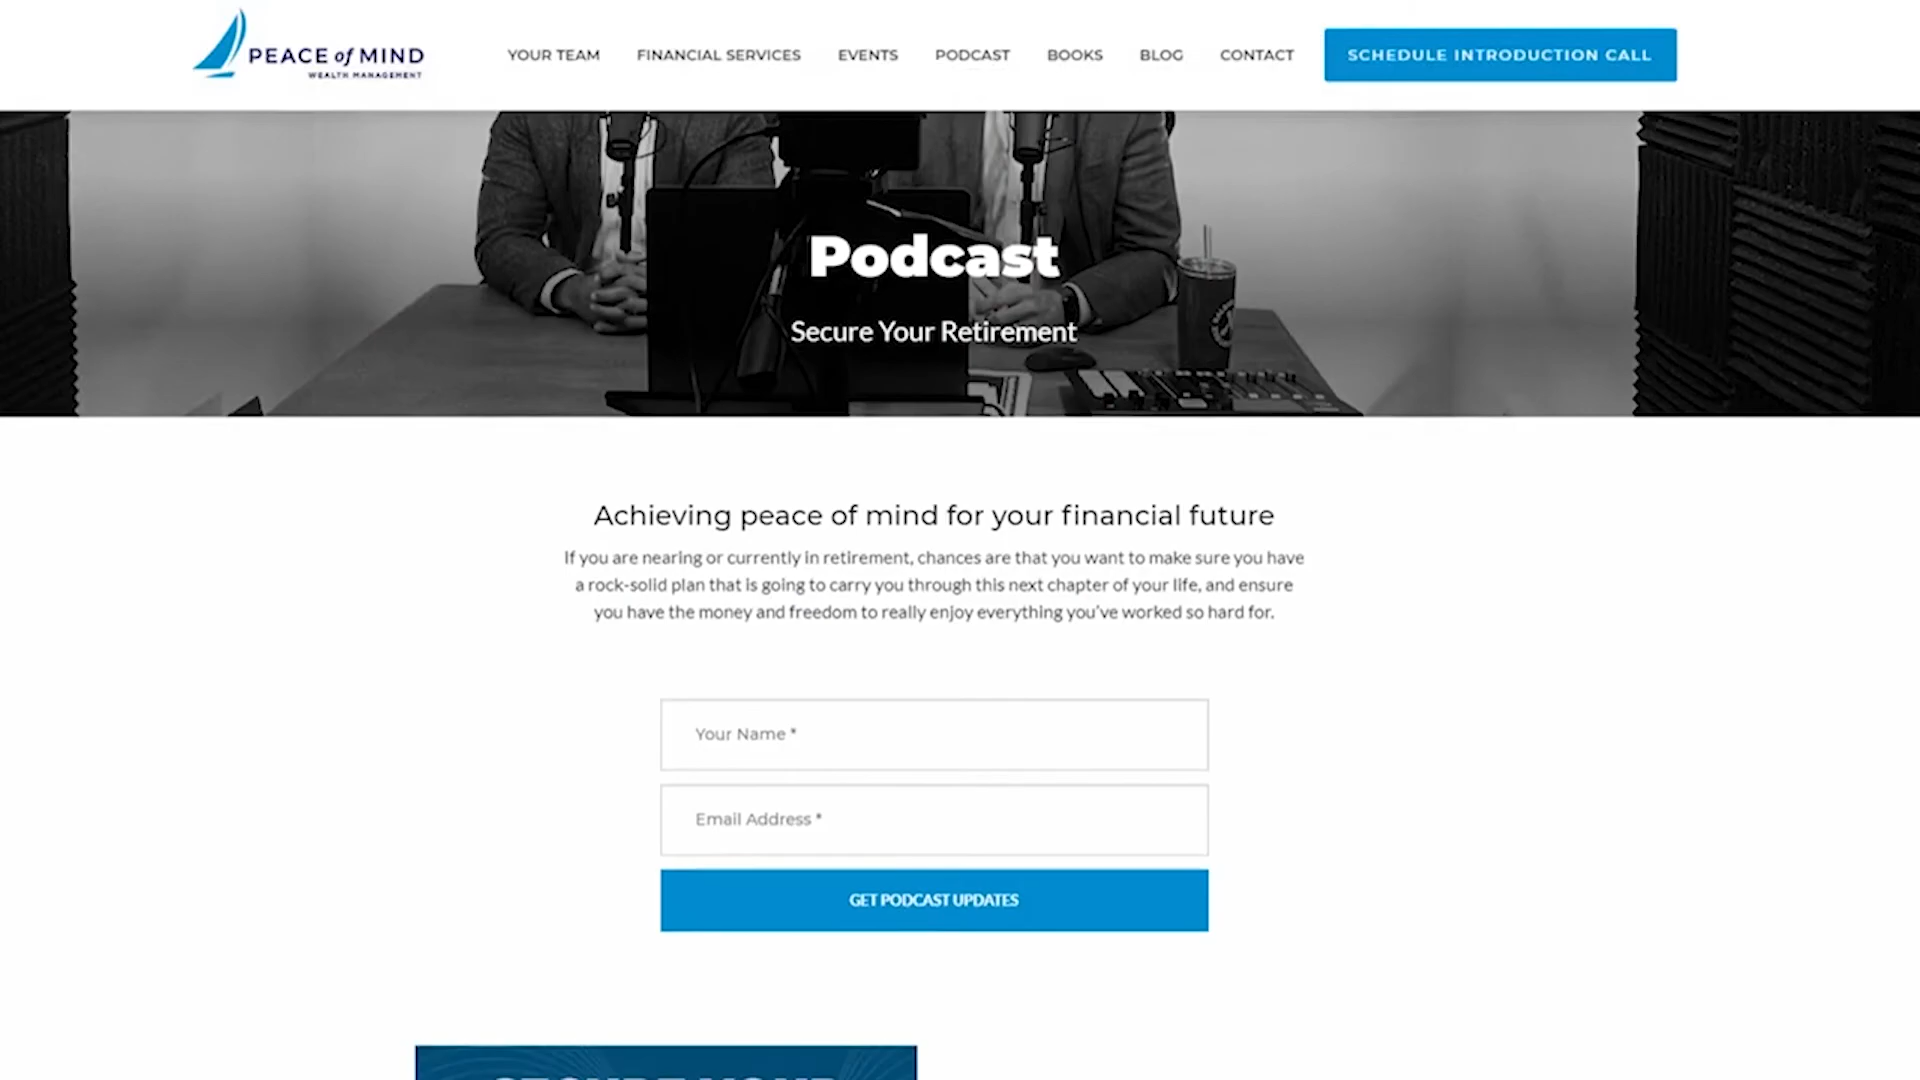 PEACE of MIND
WEALTH MANAGEMENT
YOUR TEAM
FINANCIAL SERVICES
EVENTS
PODCAST
BOOKS
BLOG
CONTACT
SCHEDULE INTRODUCTION CALL
Podcast
Secure Your Retirement
Achieving peace of mind for your financial future
If you are nearing or currently in retirement, chances are that you want to make sure you have
a rock-solid plan that is going to carry you through this next chapter of your life, and ensure
you have the money and freedom to really enjoy everything you've worked so hard for.
Your Name *
Email Address *
GET PODCAST UPDATES